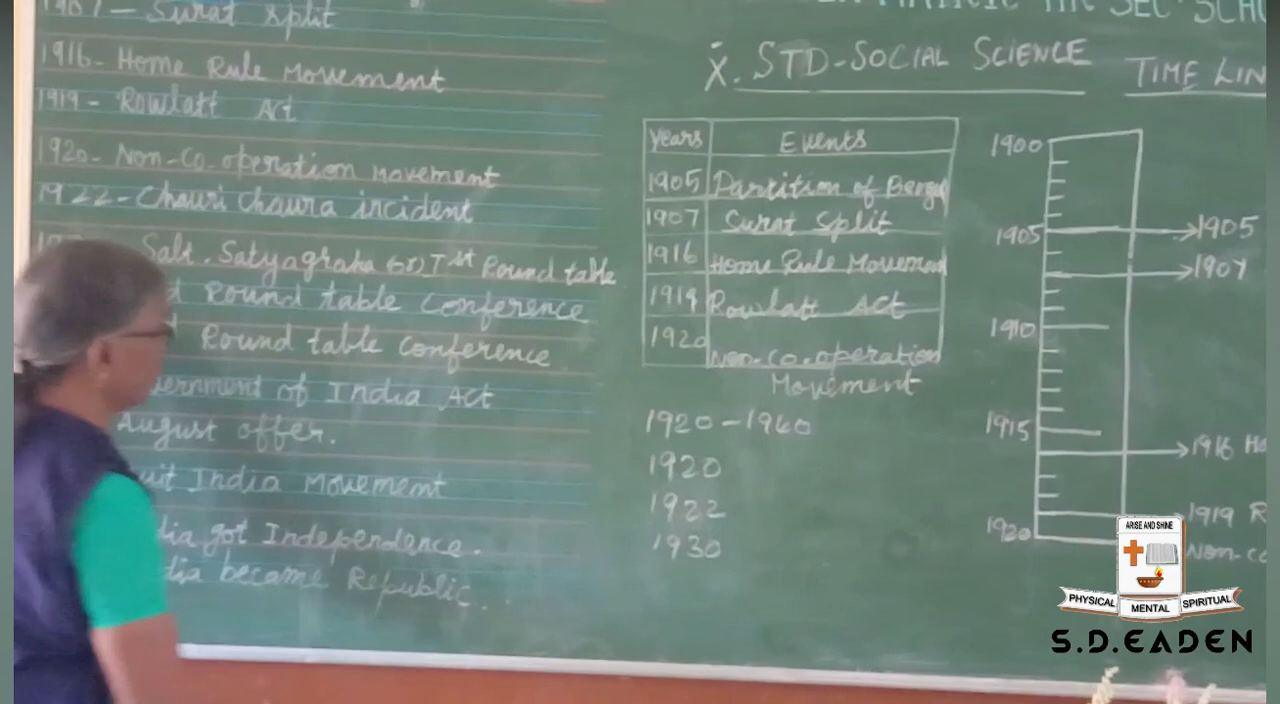 1907 - Surat Split
1916- Home Rule Movement
1919 - Rowlatt Act
1920- Non-Co-operation Movement
1922-Chauri Chaura incident
Salt-Satyagraha (or) Ist Round table
Round table Conference
Round table Conference
ernment of India Act
August offer.
uit India Movement
dia got Independence.
dia became Republic.
MATRIC HR SEC SCHO
X. STD-SOCIAL SCIENCE
TIME LIN
years Events
1905 Partition of Benga
1907 Surat Split
1916 Home Rule Movement
1919 Rowlatt Act
1920 Non-Co-operation
Movement
1920-1940
1920
1922
1930
1900
1905 1905
1907
1910
1915
1916 Ho
1919 R
1920
Non-co
ARISE AND SHINE
PHYSICAL MENTAL SPIRITUAL
S.D.EADEN